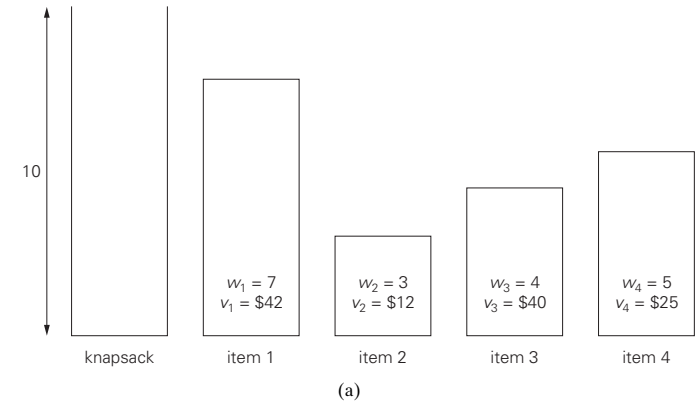 10
w₁ = 7
v₁ = $42
w₂ = 3
v₂ = $12
w₃ = 4
v₃ = $40
w₄ = 5
v₄ = $25
knapsack
item 1
item 2
item 3
item 4
(a)